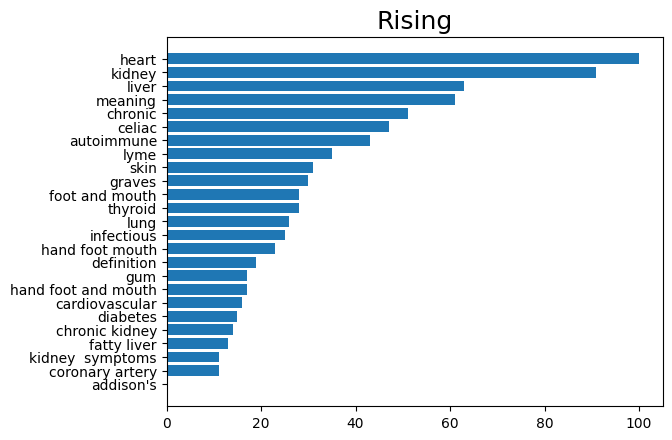 Rising
heart
kidney
liver
meaning
chronic
celiac
autoimmune
lyme
skin
graves
foot and mouth
thyroid
lung
infectious
hand foot mouth
definition
gum
hand foot and mouth
cardiovascular
diabetes
chronic kidney
fatty liver
kidney  symptoms
coronary artery
addison's
0 20 40 60 80 100